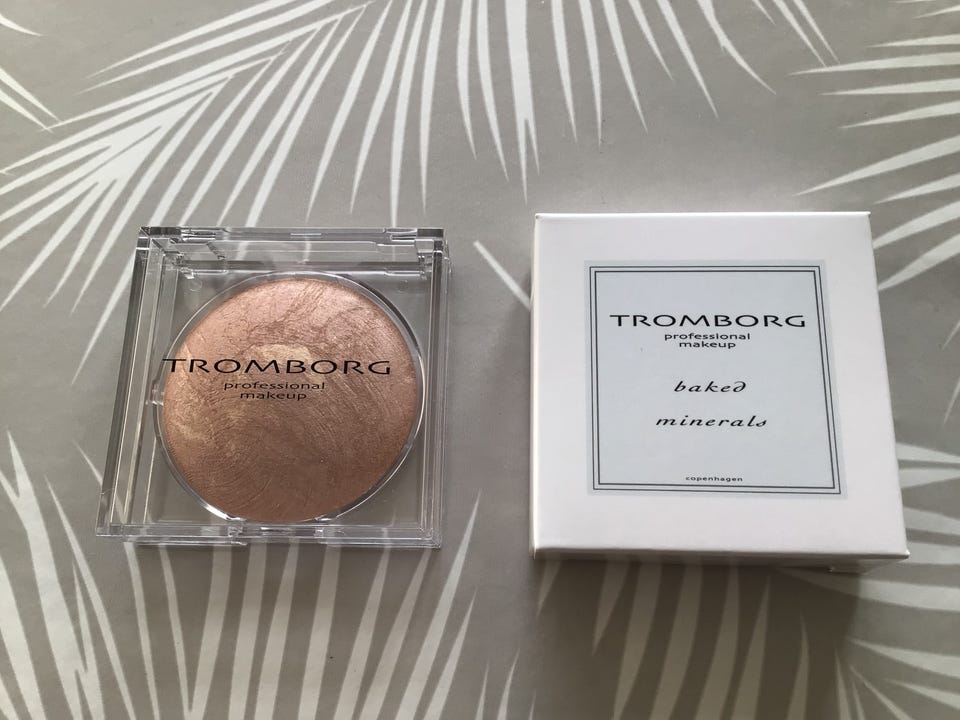 TROMBORG
professional
makeup
TROMBORG
professional
makeup
baked
minerals
copenhagen